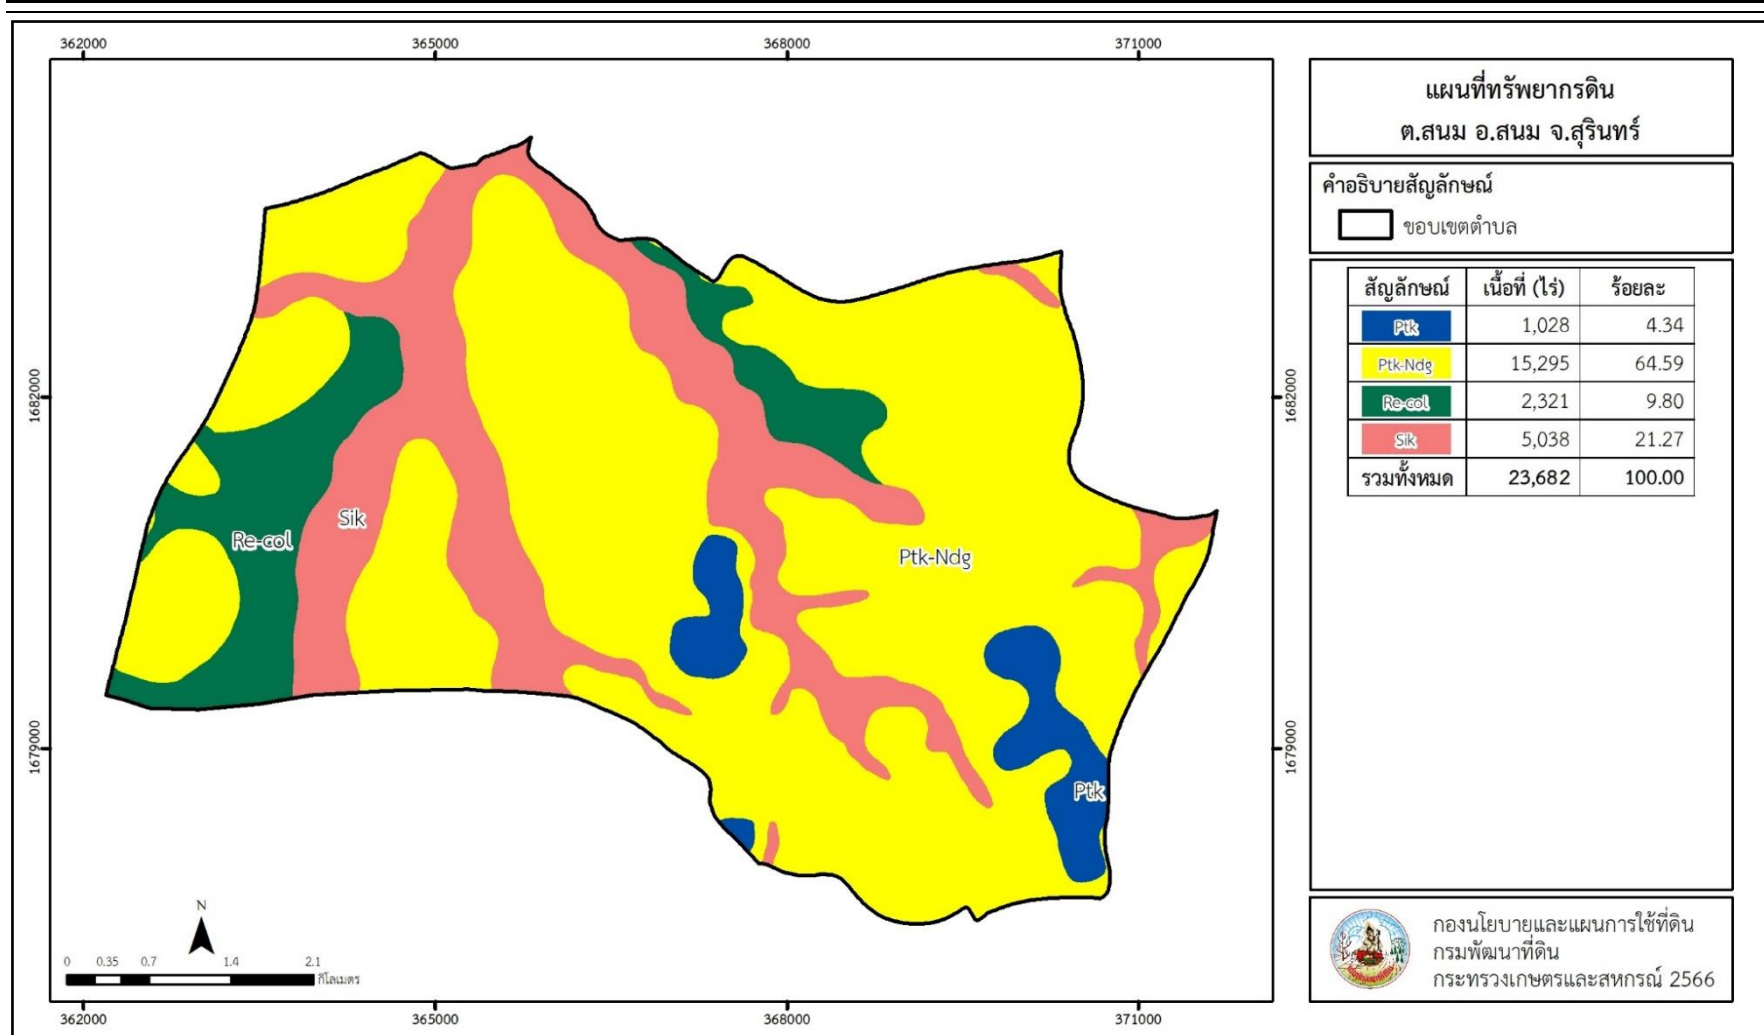 362000 365000 368000 371000
แผนที่ทรัพยากรดิน
ต.สนม อ.สนม จ.สุรินทร์
คำอธิบายสัญลักษณ์
ขอบเขตตำบล
สัญลักษณ์ เนื้อที่ (ไร่) ร้อยละ
Ptk 1,028 4.34
Ptk-Ndg 15,295 64.59
Re-col 2,321 9.80
Sik 5,038 21.27
รวมทั้งหมด 23,682 100.00
1682000 1682000
Sik
Re-col
Ptk-Ndg
1679000 1679000
Ptk
N
0 0.35 0.7 1.4 2.1
กิโลเมตร
กองนโยบายและแผนการใช้ที่ดิน
กรมพัฒนาที่ดิน
กระทรวงเกษตรและสหกรณ์ 2566
362000 365000 368000 371000